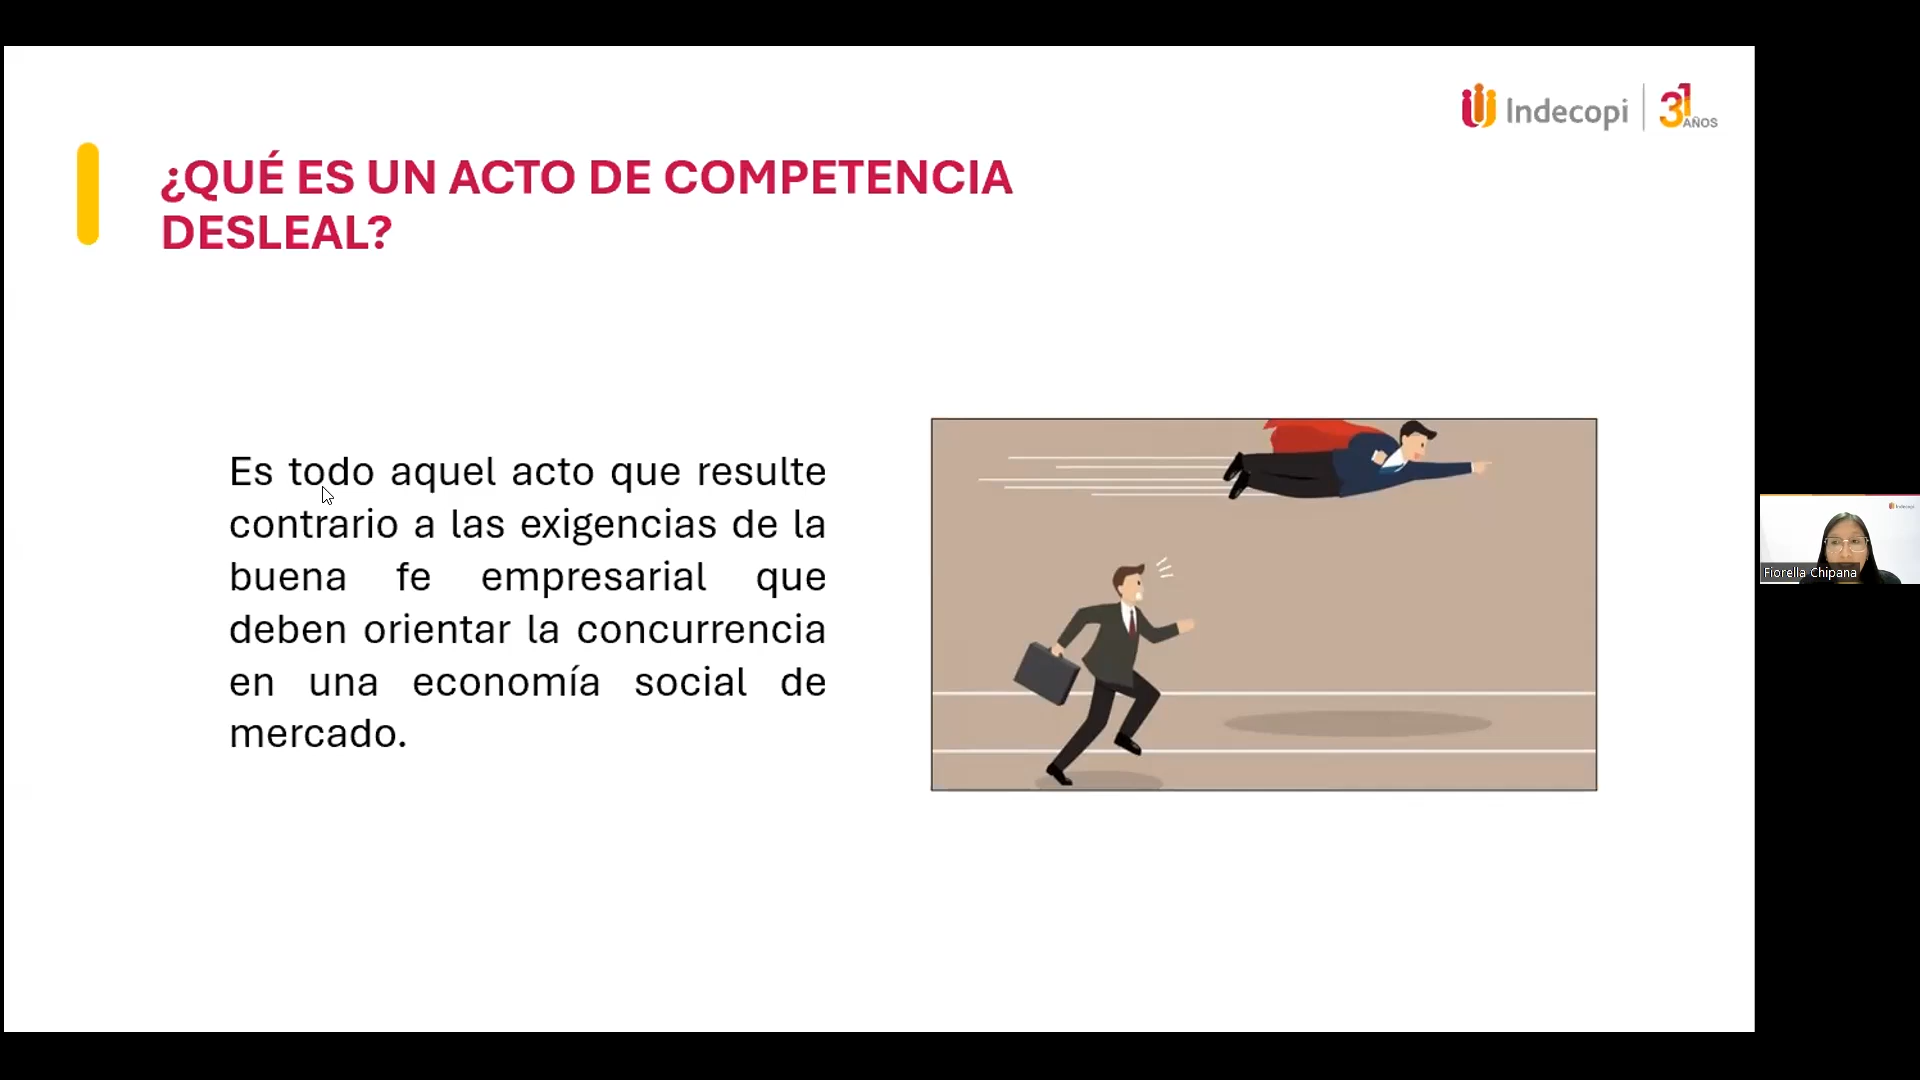 Indecopi
31
AÑOS
¿QUÉ ES UN ACTO DE COMPETENCIA
DESLEAL?
Es todo aquel acto que resulte
contrario a las exigencias de la
buena fe empresarial que
deben orientar la concurrencia
en una economía social de
mercado.
Indecopi
Fiorella Chipana